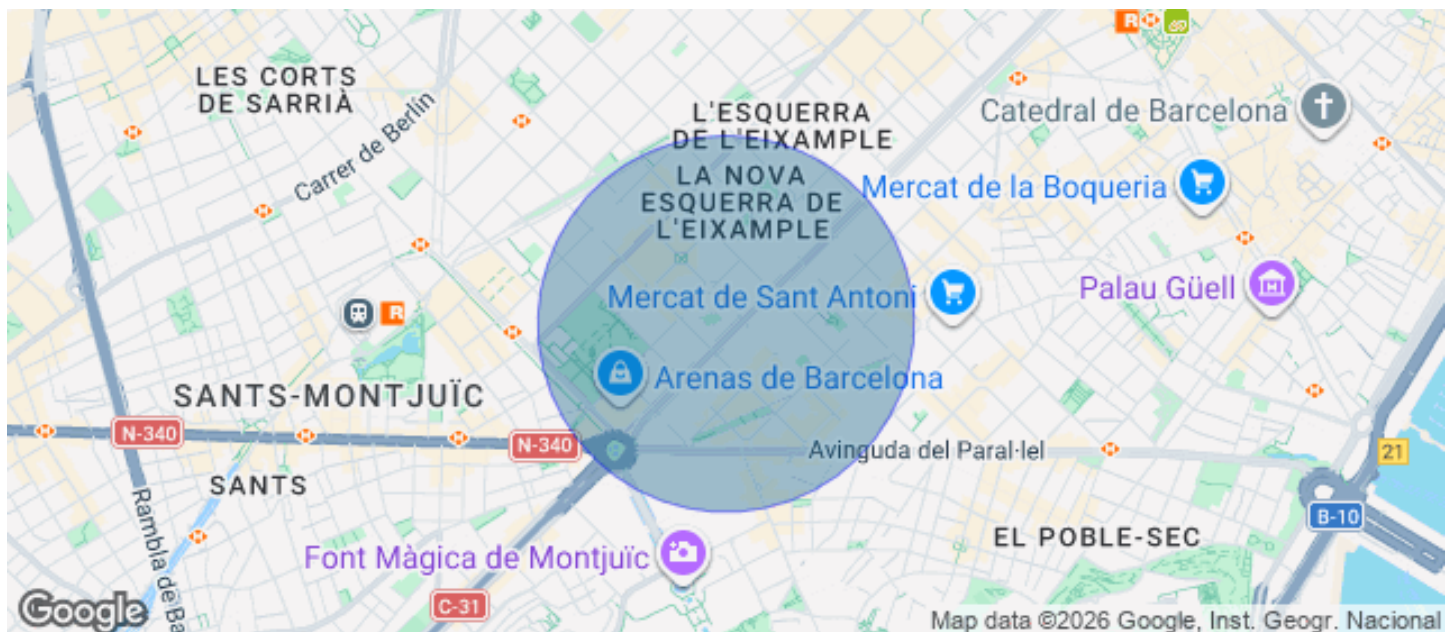 LES CORTS
DE SARRIÀ
Carrer de Berlín
L'ESQUERRA
DE L'EIXAMPLE
LA NOVA
ESQUERRA DE
L'EIXAMPLE
R
Catedral de Barcelona
Mercat de la Boqueria
Mercat de Sant Antoni
Palau Güell
R
Arenas de Barcelona
SANTS-MONTJUÏC
N-340
N-340
Avinguda del Paral·lel
21
SANTS
Rambla de Ba
B-10
EL POBLE-SEC
Font Màgica de Montjuïc
C-31
Google
Map data ©2026 Google, Inst. Geogr. Nacional